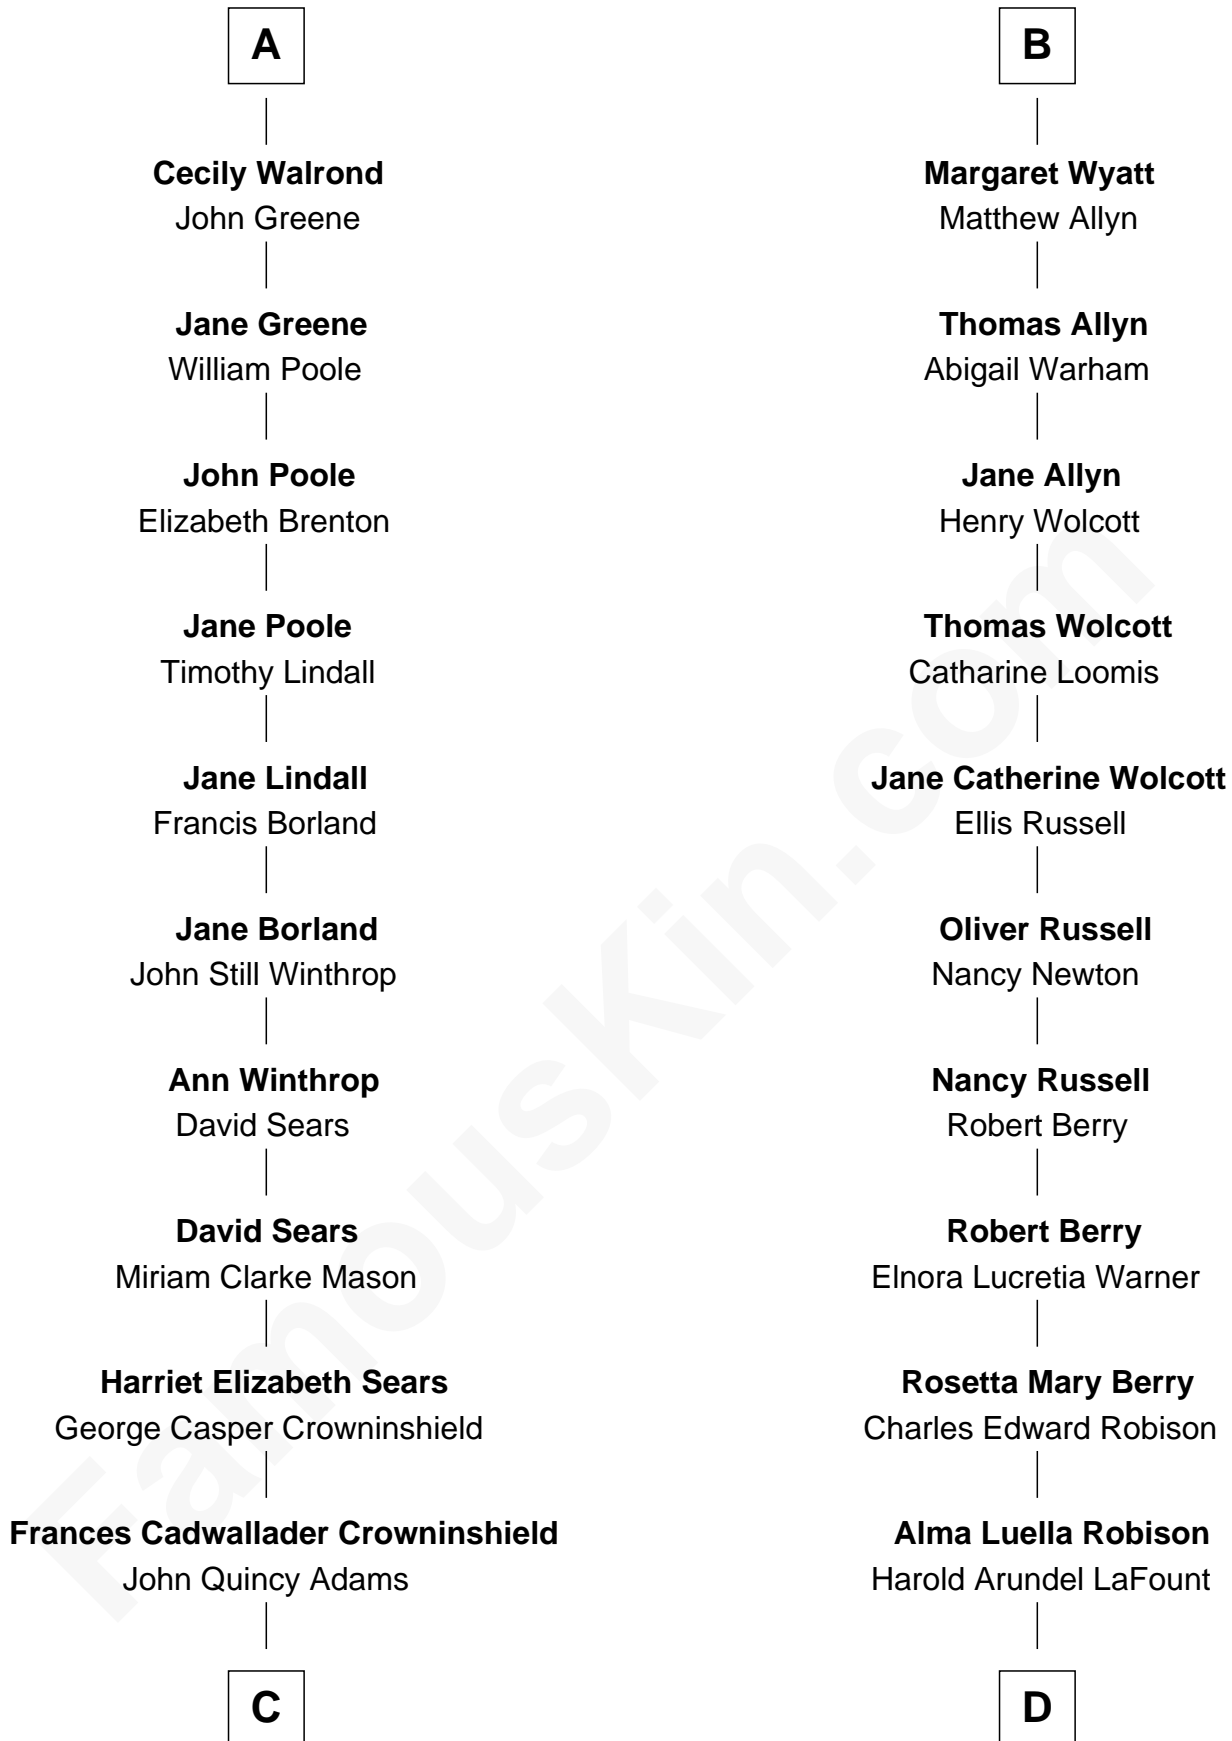 A
Cecily Walrond
John Greene
Jane Greene
William Poole
John Poole
Elizabeth Brenton
Jane Poole
Timothy Lindall
Jane Lindall
Francis Borland
Jane Borland
John Still Winthrop
Ann Winthrop
David Sears
David Sears
Miriam Clarke Mason
Harriet Elizabeth Sears
George Casper Crowninshield
Frances Cadwallader Crowninshield
John Quincy Adams
C
B
Margaret Wyatt
Matthew Allyn
Thomas Allyn
Abigail Warham
Jane Allyn
Henry Wolcott
Thomas Wolcott
Catharine Loomis
Jane Catherine Wolcott
Ellis Russell
Oliver Russell
Nancy Newton
Nancy Russell
Robert Berry
Robert Berry
Elnora Lucretia Warner
Rosetta Mary Berry
Charles Edward Robison
Alma Luella Robison
Harold Arundel LaFount
D
FamousKin.com